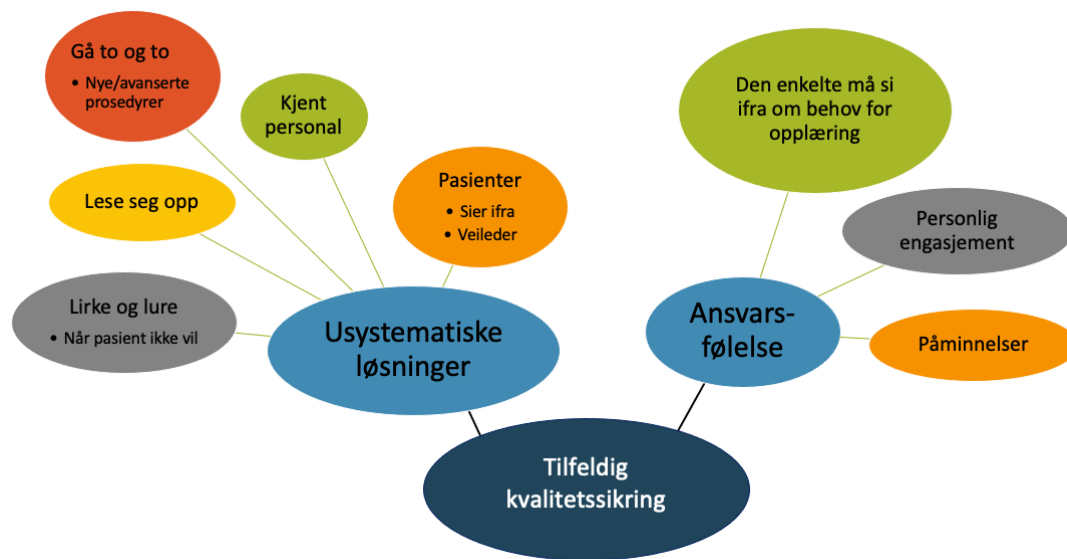 Gå to og to
• Nye/avanserte
prosedyrer
Kjent
personal
Lese seg opp
Pasienter
• Sier ifra
• Veileder
Lirke og lure
• Når pasient ikke vil
Usystematiske
løsninger
Den enkelte må si
ifra om behov for
opplæring
Personlig
engasjement
Ansvars-
følelse
Påminnelser
Tilfeldig
kvalitetssikring